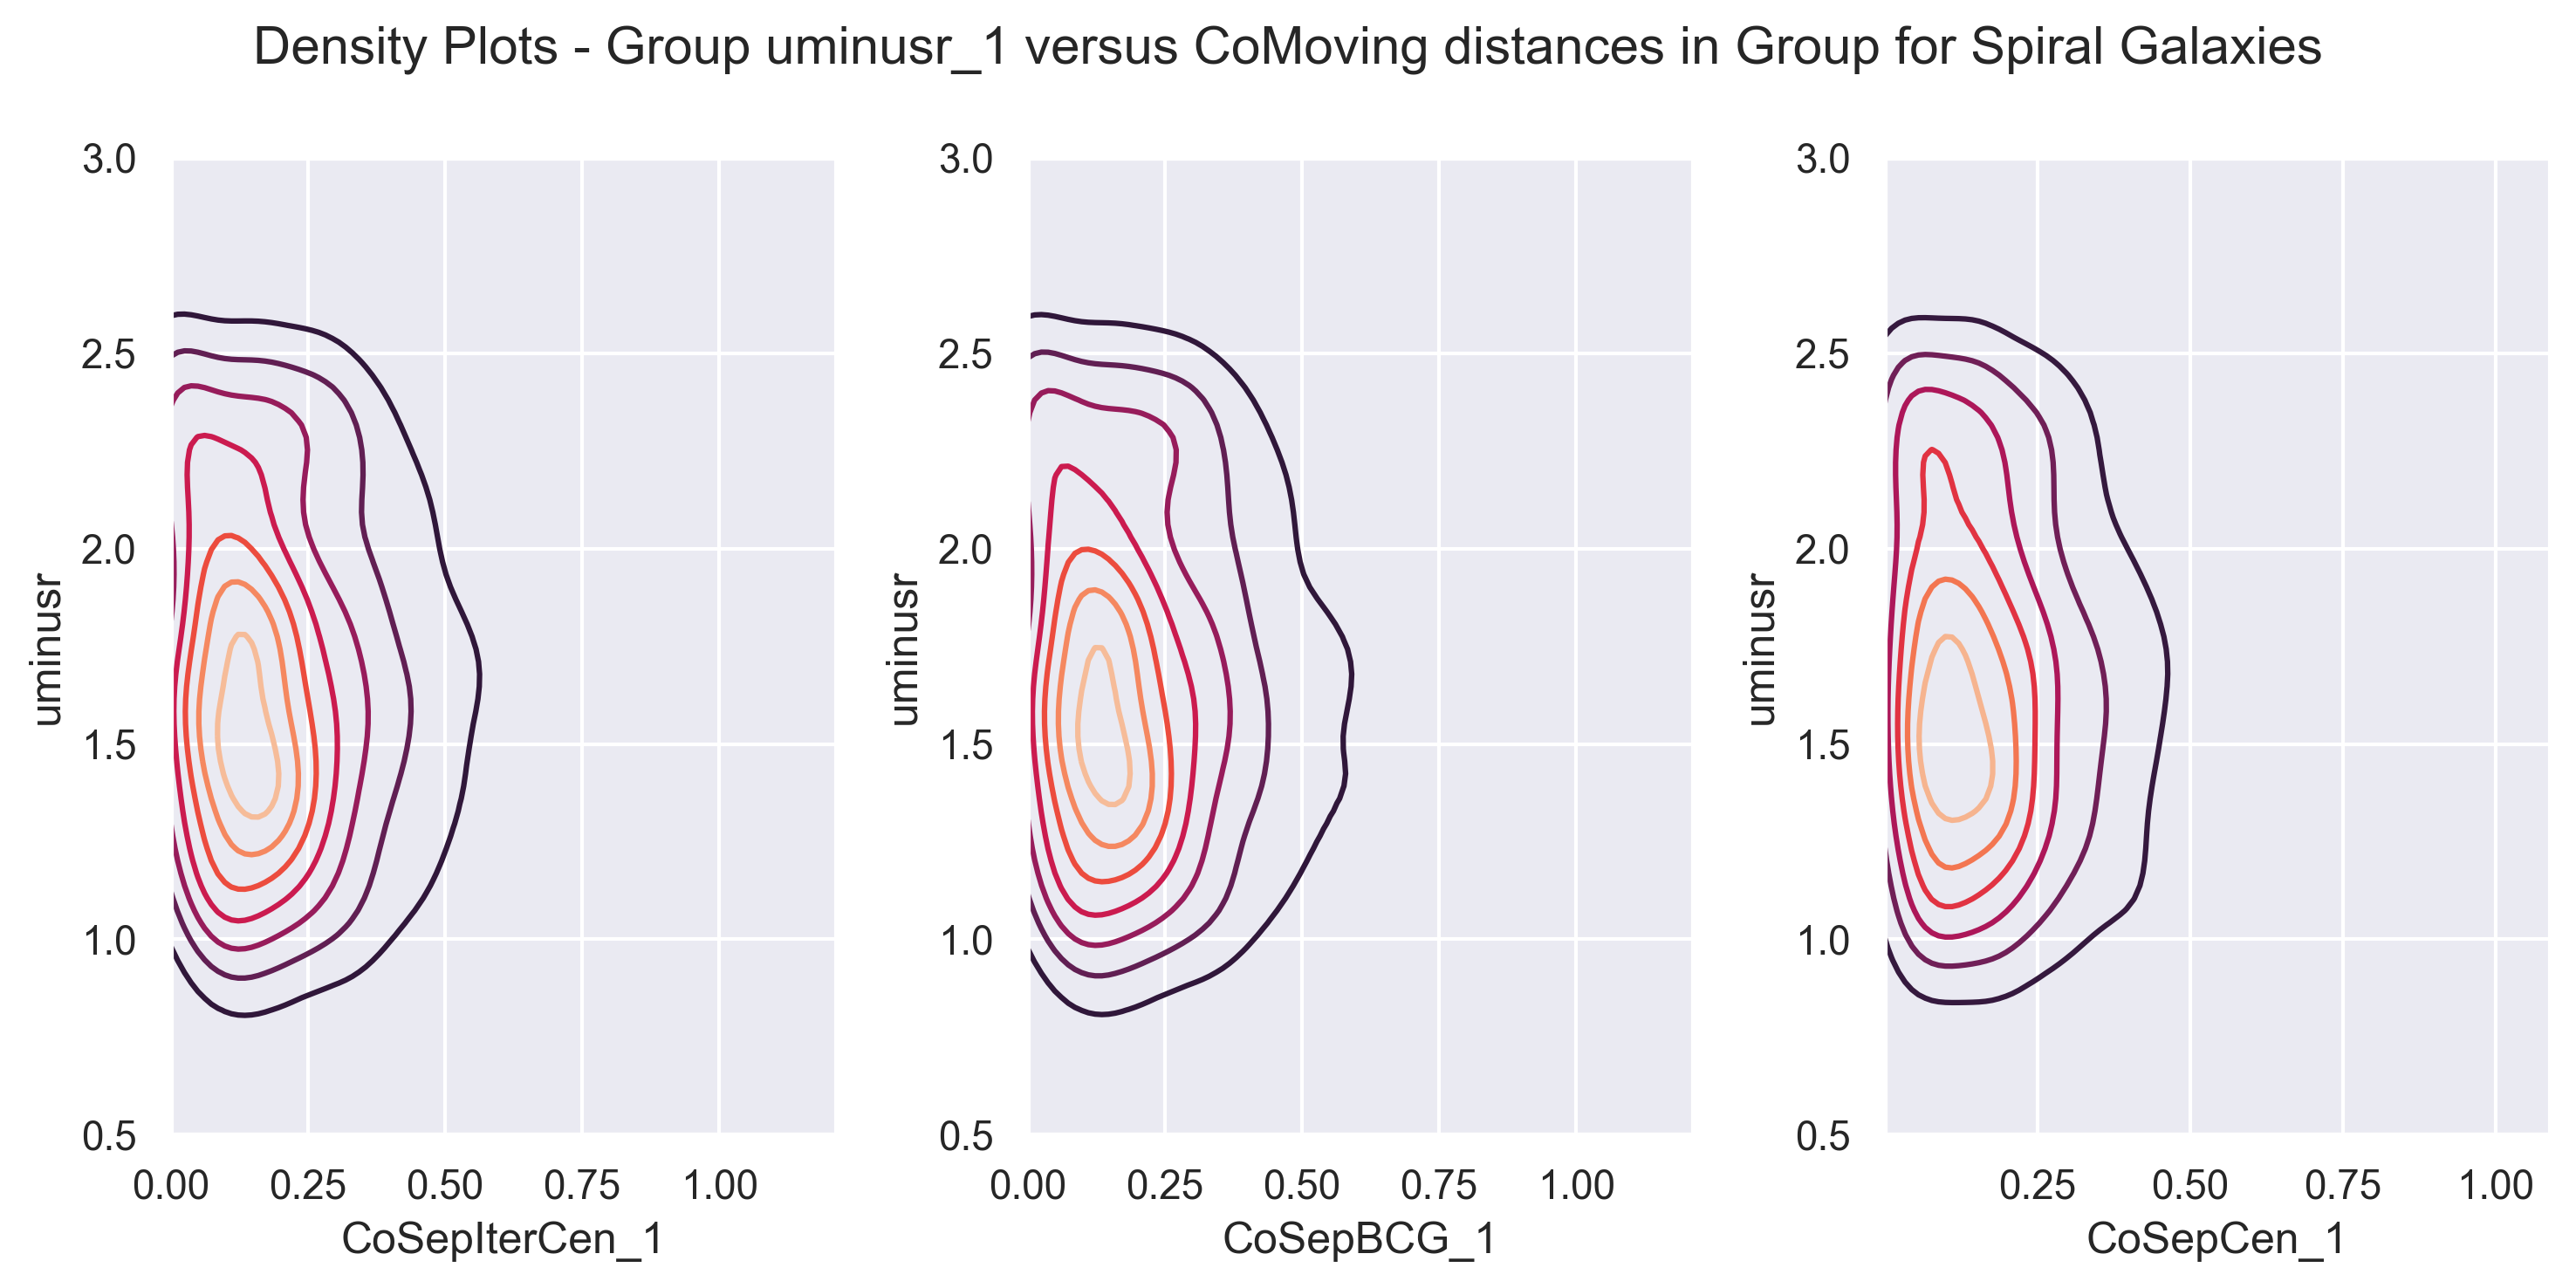 Density Plots - Group uminusr_1 versus CoMoving distances in Group for Spiral Galaxies
3.0
2.5
2.0
1.5
1.0
0.5
uminusr
0.00 0.25 0.50 0.75 1.00
CoSepIterCen_1
3.0
2.5
2.0
1.5
1.0
0.5
uminusr
0.00 0.25 0.50 0.75 1.00
CoSepBCG_1
3.0
2.5
2.0
1.5
1.0
0.5
uminusr
0.25 0.50 0.75 1.00
CoSepCen_1